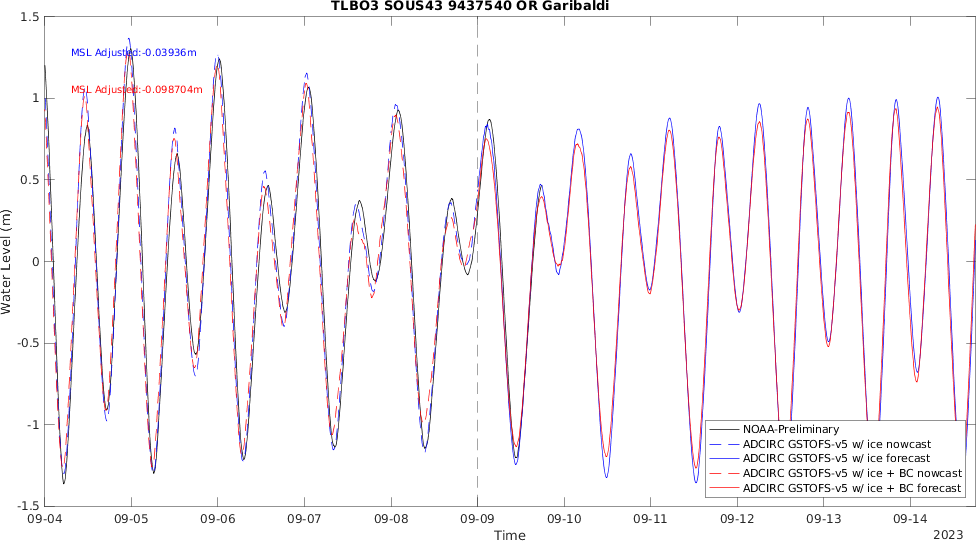 TLBO3 SOUS43 9437540 OR Garibaldi
MSL Adjusted:-0.03936m
MSL Adjusted:-0.098704m
Water Level (m)
1.5
1
0.5
0
-0.5
-1
-1.5
NOAA-Preliminary
ADCIRC GSTOFS-v5 w/ ice nowcast
ADCIRC GSTOFS-v5 w/ ice forecast
ADCIRC GSTOFS-v5 w/ ice + BC nowcast
ADCIRC GSTOFS-v5 w/ ice + BC forecast
09-04 09-05 09-06 09-07 09-08 09-09 09-10 09-11 09-12 09-13 09-14
Time
2023